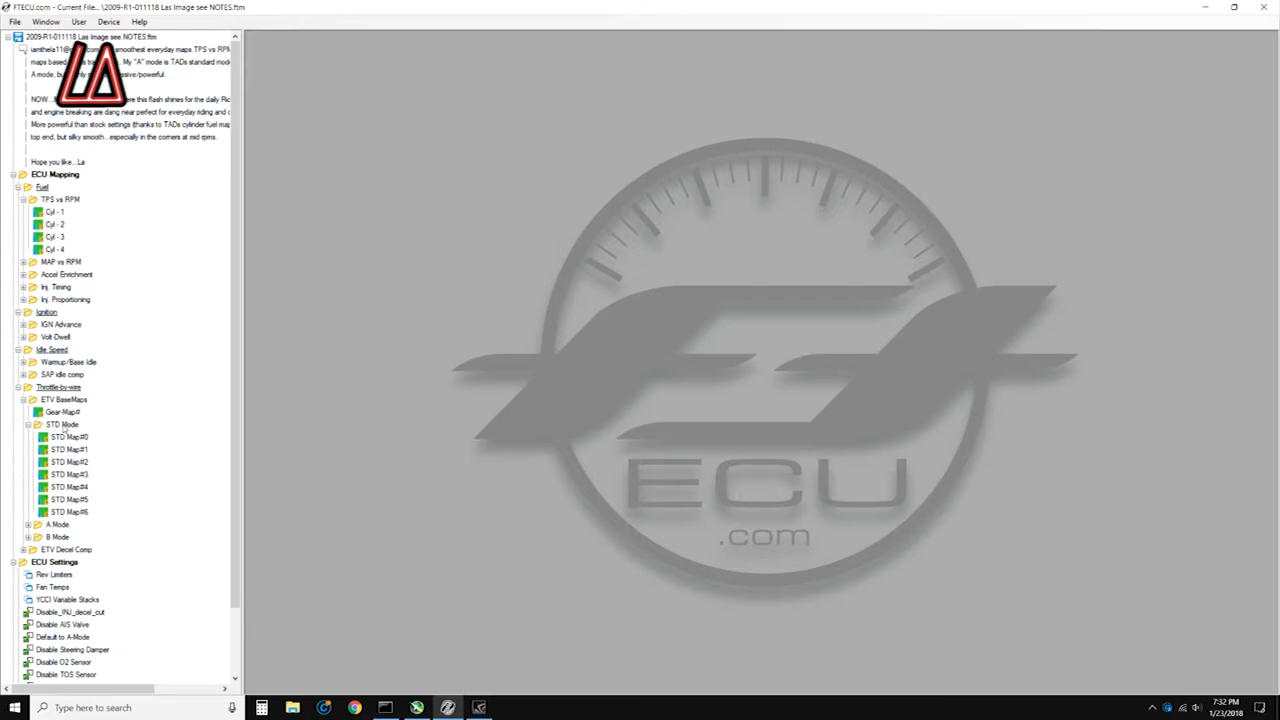 FTECU.com - Current File... \2009-R1-011118 Las Image see NOTES.ftm
File Window User Device Help
2009-R1-011118 Las Image see NOTES.ftm
smoothest everyday maps. TPS vs RPM
maps based
My "A" mode is TADs standard mode
A mode, but
LA
NOW...
this flash shines for the daily
and engine breaking are dang near perfect for everyday riding and
More powerful than stock settings (thanks to TADs cylinder fuel
top end, but silky smooth...especially in the corners at mid rpms.
Hope you like...La
ECU Mapping
Fuel
TPS vs RPM
Cyl - 1
Cyl - 2
Cyl - 3
Cyl - 4
MAP vs RPM
Accel Enrichment
Inj. Timing
Inj. Proportioning
Ignition
IGN Advance
Volt-Dwell
Idle Speed
Warmup/Base Idle
SAP idle comp
Throttle-by-wire
ETV BaseMaps
Gear-Map#
STD Mode
STD Map#0
STD Map#1
STD Map#2
STD Map#3
STD Map#4
STD Map#5
STD Map#6
A Mode
B Mode
ETV Decel Comp
ECU Settings
Rev Limiters
Fan Temps
YCCI Variable Stacks
Disable_INJ_decel_cut
Disable AIS Valve
Default to A-Mode
Disable Steering Damper
Disable O2 Sensor
Disable TOS Sensor
ECU
.com
Type here to search
7:32 PM
1/23/2018